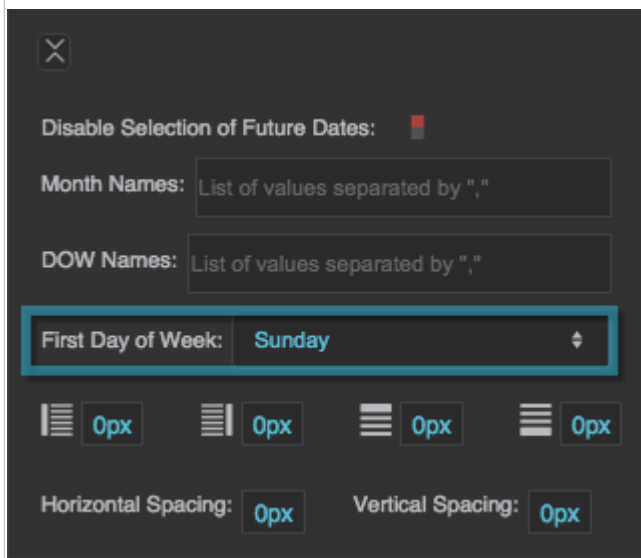 Disable Selection of Future Dates:
Month Names: List of values separated by ","
DOW Names: List of values separated by ","
First Day of Week: Sunday
0px 0px 0px 0px
Horizontal Spacing: 0px Vertical Spacing: 0px